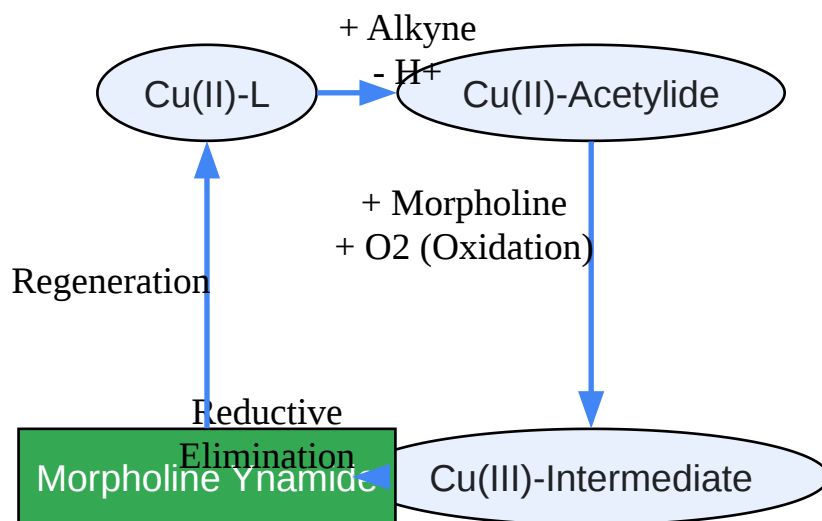 + Alkyne
- H+
Cu(II)-L
Cu(II)-Acetylide
+ Morpholine
+ O2 (Oxidation)
Regeneration
Reductive
Elimination
Morpholine Ynamide
Cu(III)-Intermediate